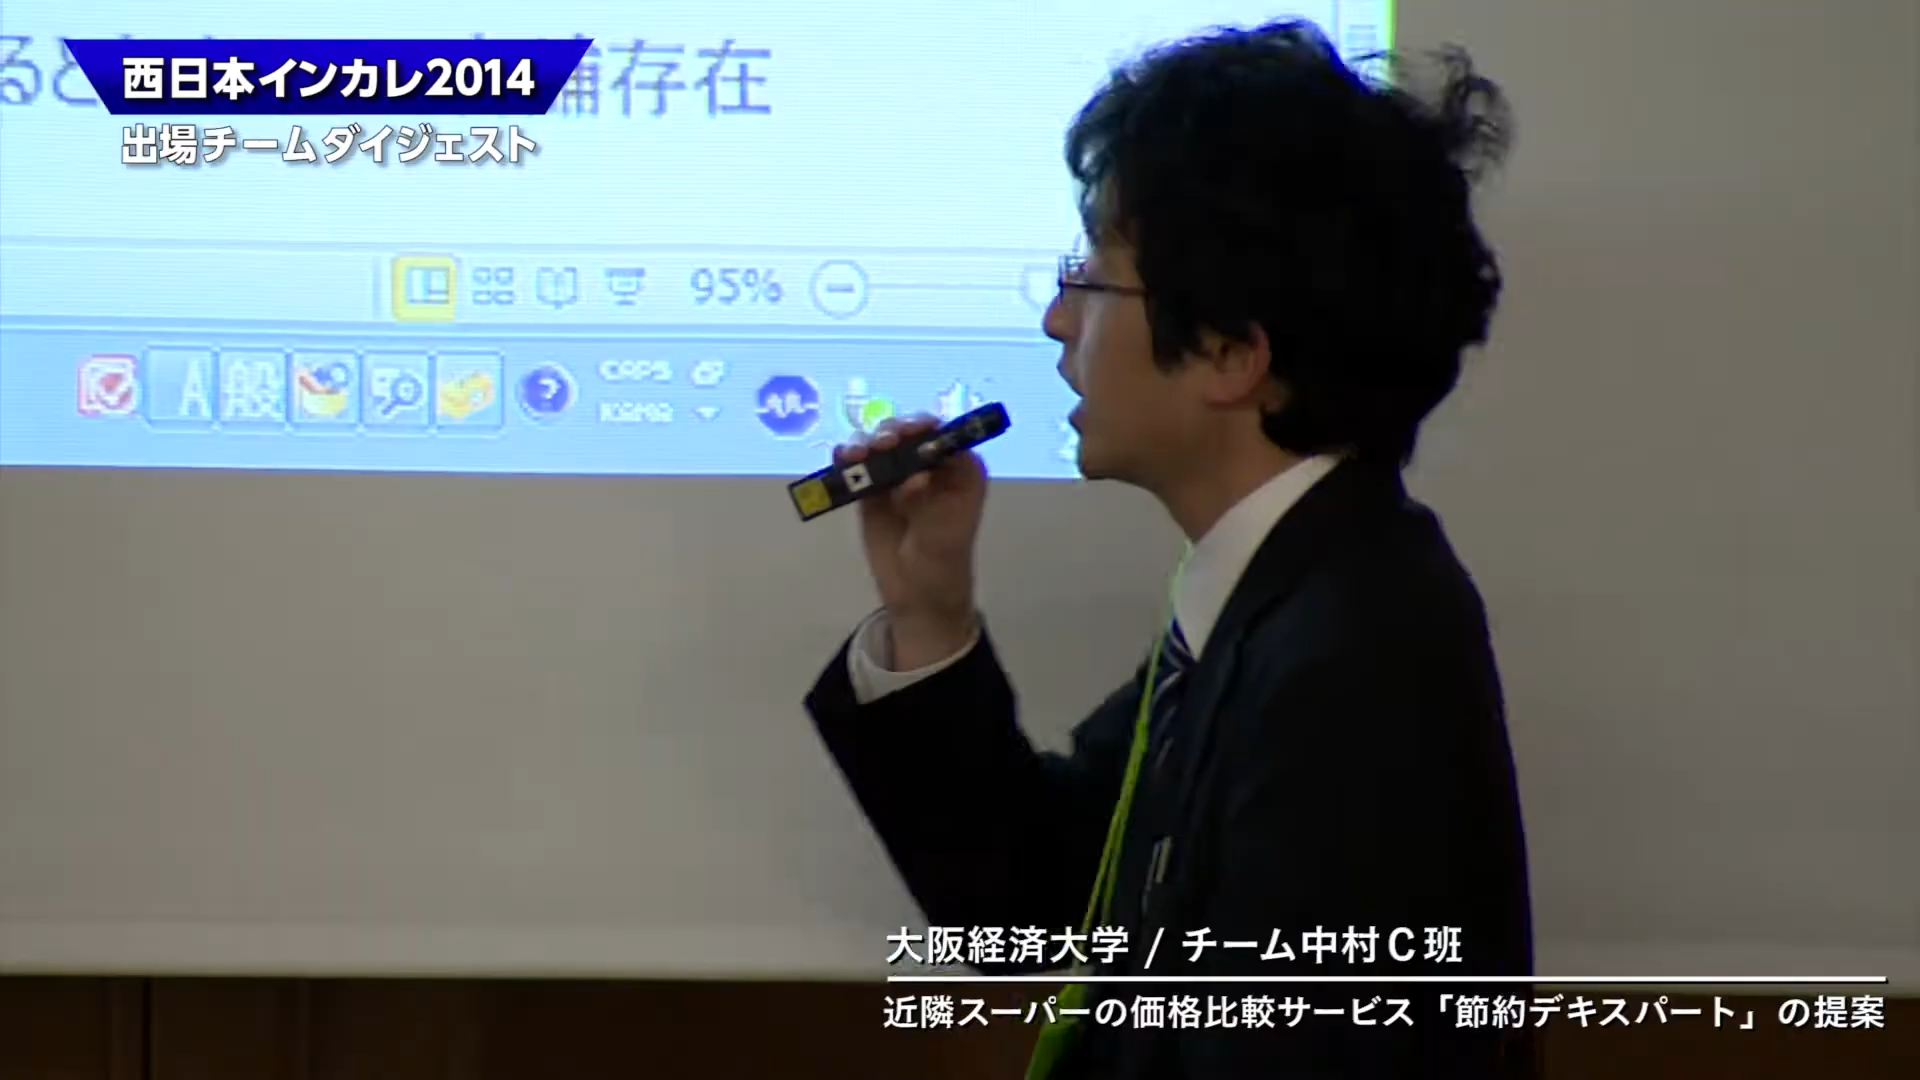 西日本インカレ2014
出場チームダイジェスト
存在
95%
CAPS
KANA
大阪経済大学 / チーム中村C班
近隣スーパーの価格比較サービス「節約デキスパート」の提案